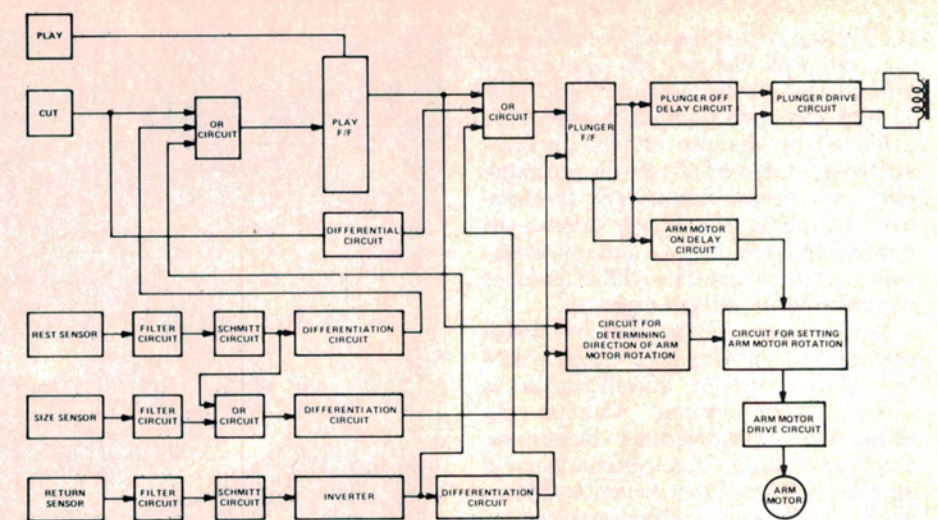 PLAY
CUT
OR
CIRCUIT
PLAY
F/F
OR
CIRCUIT
PLUNGER
F/F
PLUNGER OFF
DELAY CIRCUIT
PLUNGER DRIVE
CIRCUIT
DIFFERENTIAL
CIRCUIT
ARM MOTOR
ON DELAY
CIRCUIT
REST SENSOR
FILTER
CIRCUIT
SCHMITT
CIRCUIT
DIFFERENTIATION
CIRCUIT
CIRCUIT FOR
DETERMINING
DIRECTION OF ARM
MOTOR ROTATION
CIRCUIT FOR SETTING
ARM MOTOR ROTATION
SIZE SENSOR
FILTER
CIRCUIT
OR
CIRCUIT
DIFFERENTIATION
CIRCUIT
ARM MOTOR
DRIVE CIRCUIT
RETURN
SENSOR
FILTER
CIRCUIT
SCHMITT
CIRCUIT
INVERTER
DIFFERENTIATION
CIRCUIT
ARM
MOTOR